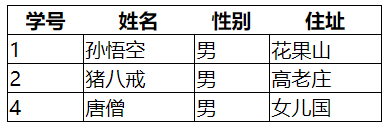 学号 姓名 性别 住址
1 孙悟空 男 花果山
2 猪八戒 男 高老庄
4 唐僧 男 女儿国